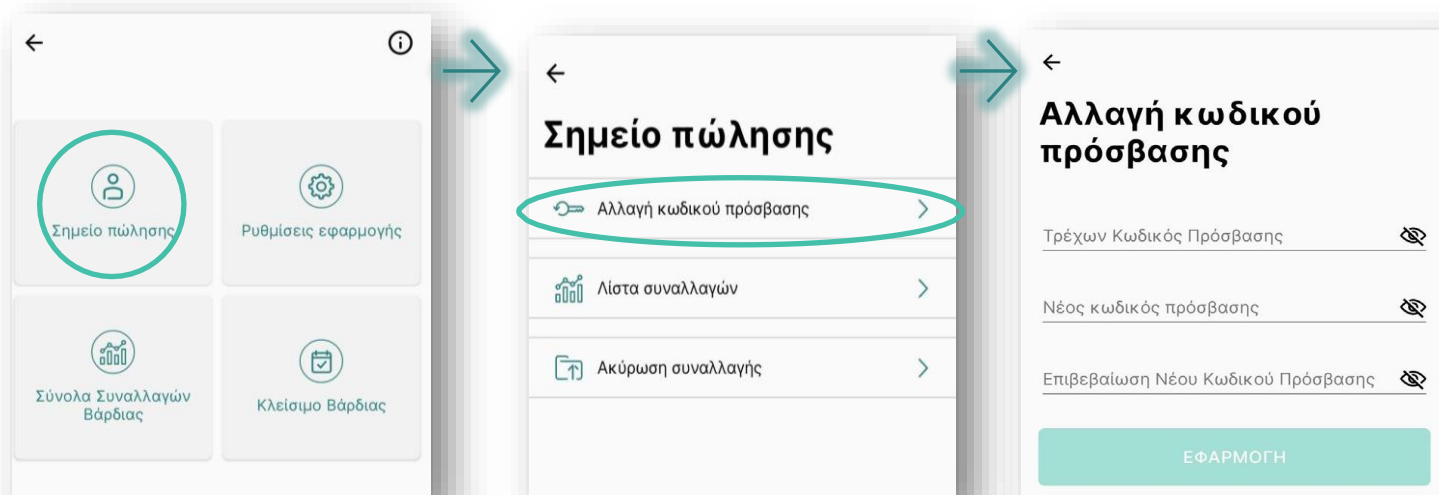 Σημείο πώλησης
Ρυθμίσεις εφαρμογής
Σύνολα Συναλλαγών
Βάρδιας
Κλείσιμο Βάρδιας
Σημείο πώλησης
Αλλαγή κωδικού πρόσβασης
Λίστα συναλλαγών
Ακύρωση συναλλαγής
Αλλαγή κωδικού
πρόσβασης
Τρέχων Κωδικός Πρόσβασης
Νέος κωδικός πρόσβασης
Επιβεβαίωση Νέου Κωδικού Πρόσβασης
ΕΦΑΡΜΟΓΗ